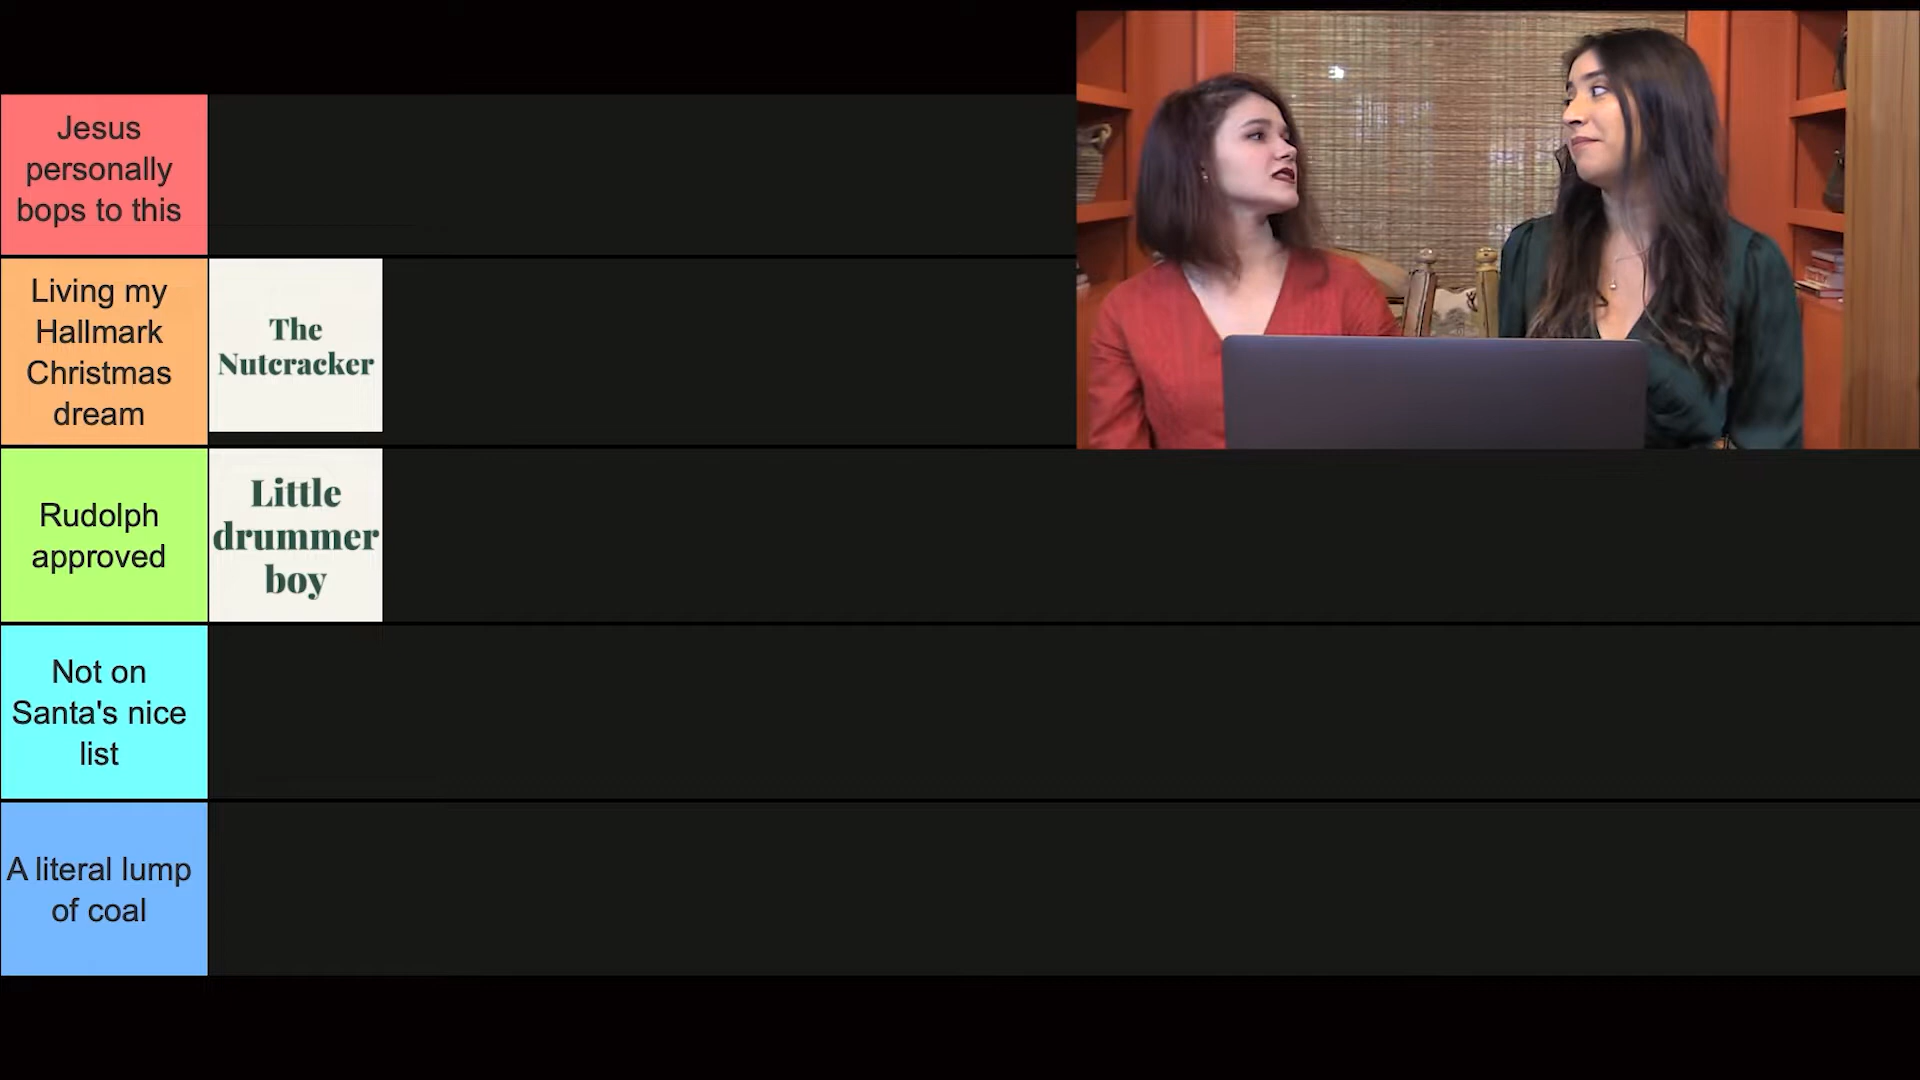 Jesus
personally
bops to this
Living my
Hallmark
Christmas
dream
The
Nutcracker
Rudolph
approved
Little
drummer
boy
Not on
Santa's nice
list
A literal lump
of coal